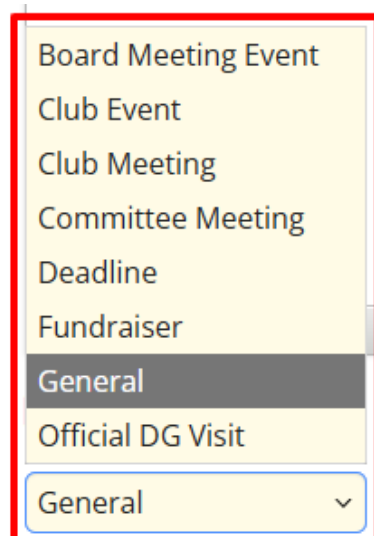 Board Meeting Event
Club Event
Club Meeting
Committee Meeting
Deadline
Fundraiser
General
Official DG Visit
General